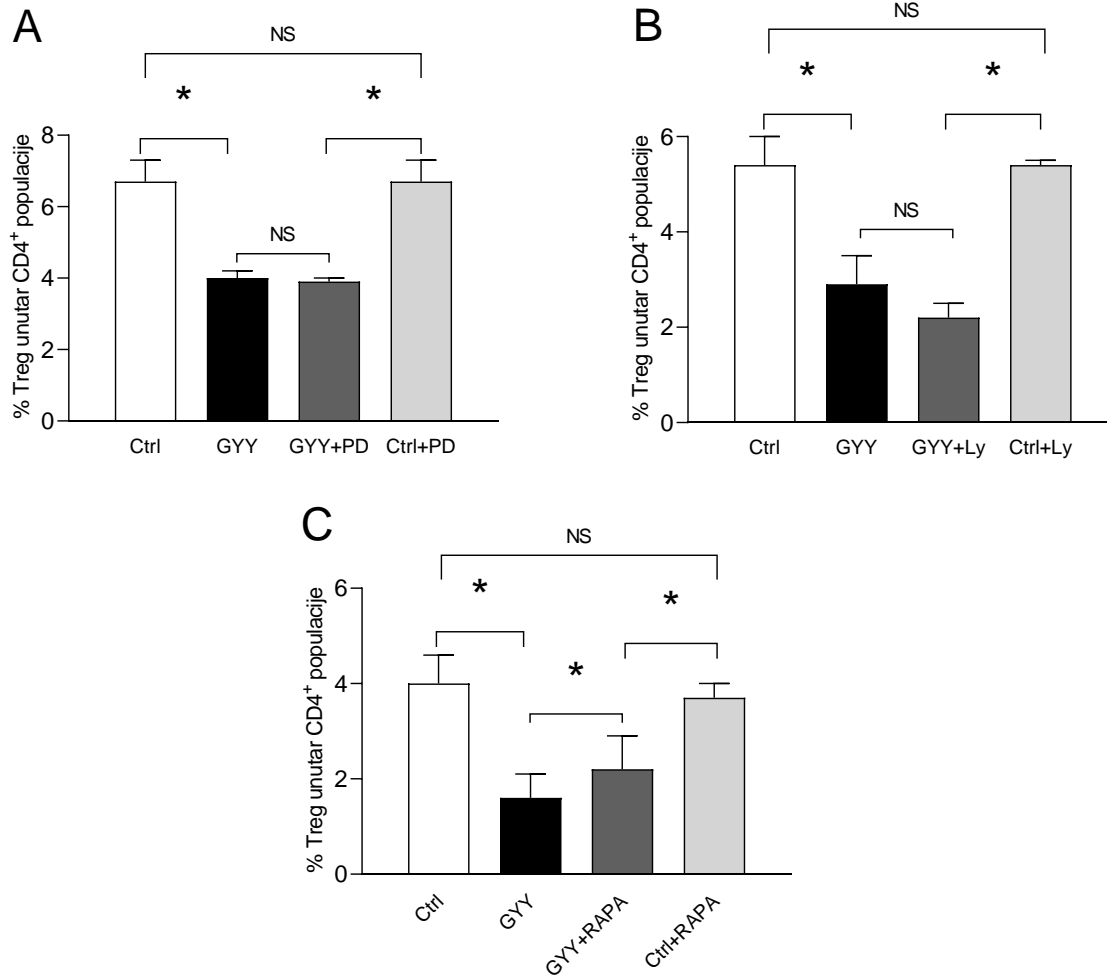 A
NS
* *
NS
% Treg unutar CD4⁺ populacije
8
6
4
2
0
Ctrl GYY GYY+PD Ctrl+PD
B
NS
* *
NS
% Treg unutar CD4⁺ populacije
6
4
2
0
Ctrl GYY GYY+Ly Ctrl+Ly
C
NS
* *
*
% Treg unutar CD4⁺ populacije
6
4
2
0
Ctrl GYY GYY+RAPA Ctrl+RAPA